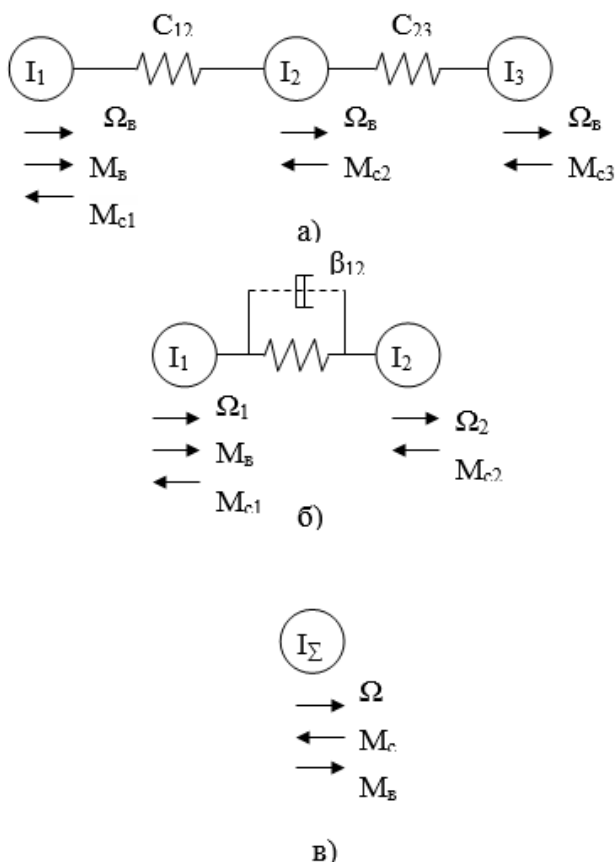 C₁₂ C₂₃
I₁ I₂ I₃
Ωв Ωв Ωв
Mв Mc2 Mc3
Mc1
а)
β₁₂
I₁ I₂
Ω₁ Ω₂
Mв
Mc2
Mc1
б)
I∑
Ω
Mc
Mв
в)